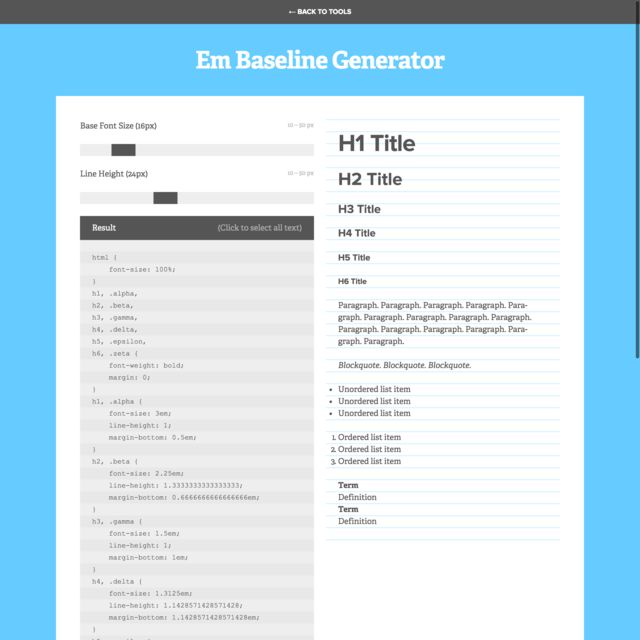 ← BACK TO TOOLS
Em Baseline Generator
Base Font Size (16px)
10 – 50 px
Line Height (24px)
10 – 50 px
Result
(Click to select all text)
html {
font-size: 100%;
}
h1, .alpha,
h2, .beta,
h3, .gamma,
h4, .delta,
h5, .epsilon,
h6, .zeta {
font-weight: bold;
margin: 0;
}
h1, .alpha {
font-size: 3em;
line-height: 1;
margin-bottom: 0.5em;
}
h2, .beta {
font-size: 2.25em;
line-height: 1.3333333333333333;
margin-bottom: 0.6666666666666666em;
}
h3, .gamma {
font-size: 1.5em;
line-height: 1;
margin-bottom: 1em;
}
h4, .delta {
font-size: 1.3125em;
line-height: 1.1428571428571428;
margin-bottom: 1.1428571428571428em;
}
H1 Title
H2 Title
H3 Title
H4 Title
H5 Title
H6 Title
Paragraph. Paragraph. Paragraph. Paragraph. Para-
graph. Paragraph. Paragraph. Paragraph. Paragraph.
Paragraph. Paragraph. Paragraph. Paragraph. Para-
graph. Paragraph.
Blockquote. Blockquote. Blockquote.
• Unordered list item
• Unordered list item
• Unordered list item
1. Ordered list item
2. Ordered list item
3. Ordered list item
Term
Definition
Term
Definition